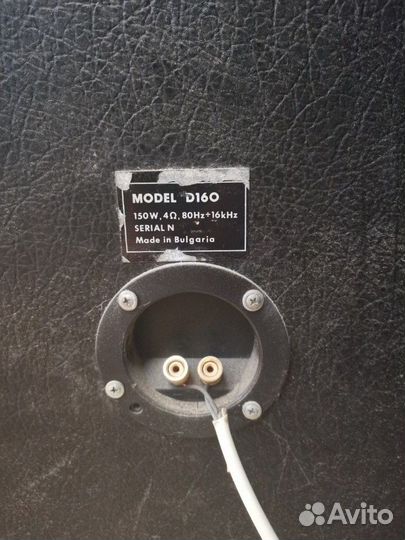 MODEL D160
150W, 4Ω, 80Hz÷16kHz
SERIAL N
Made in Bulgaria
Avito